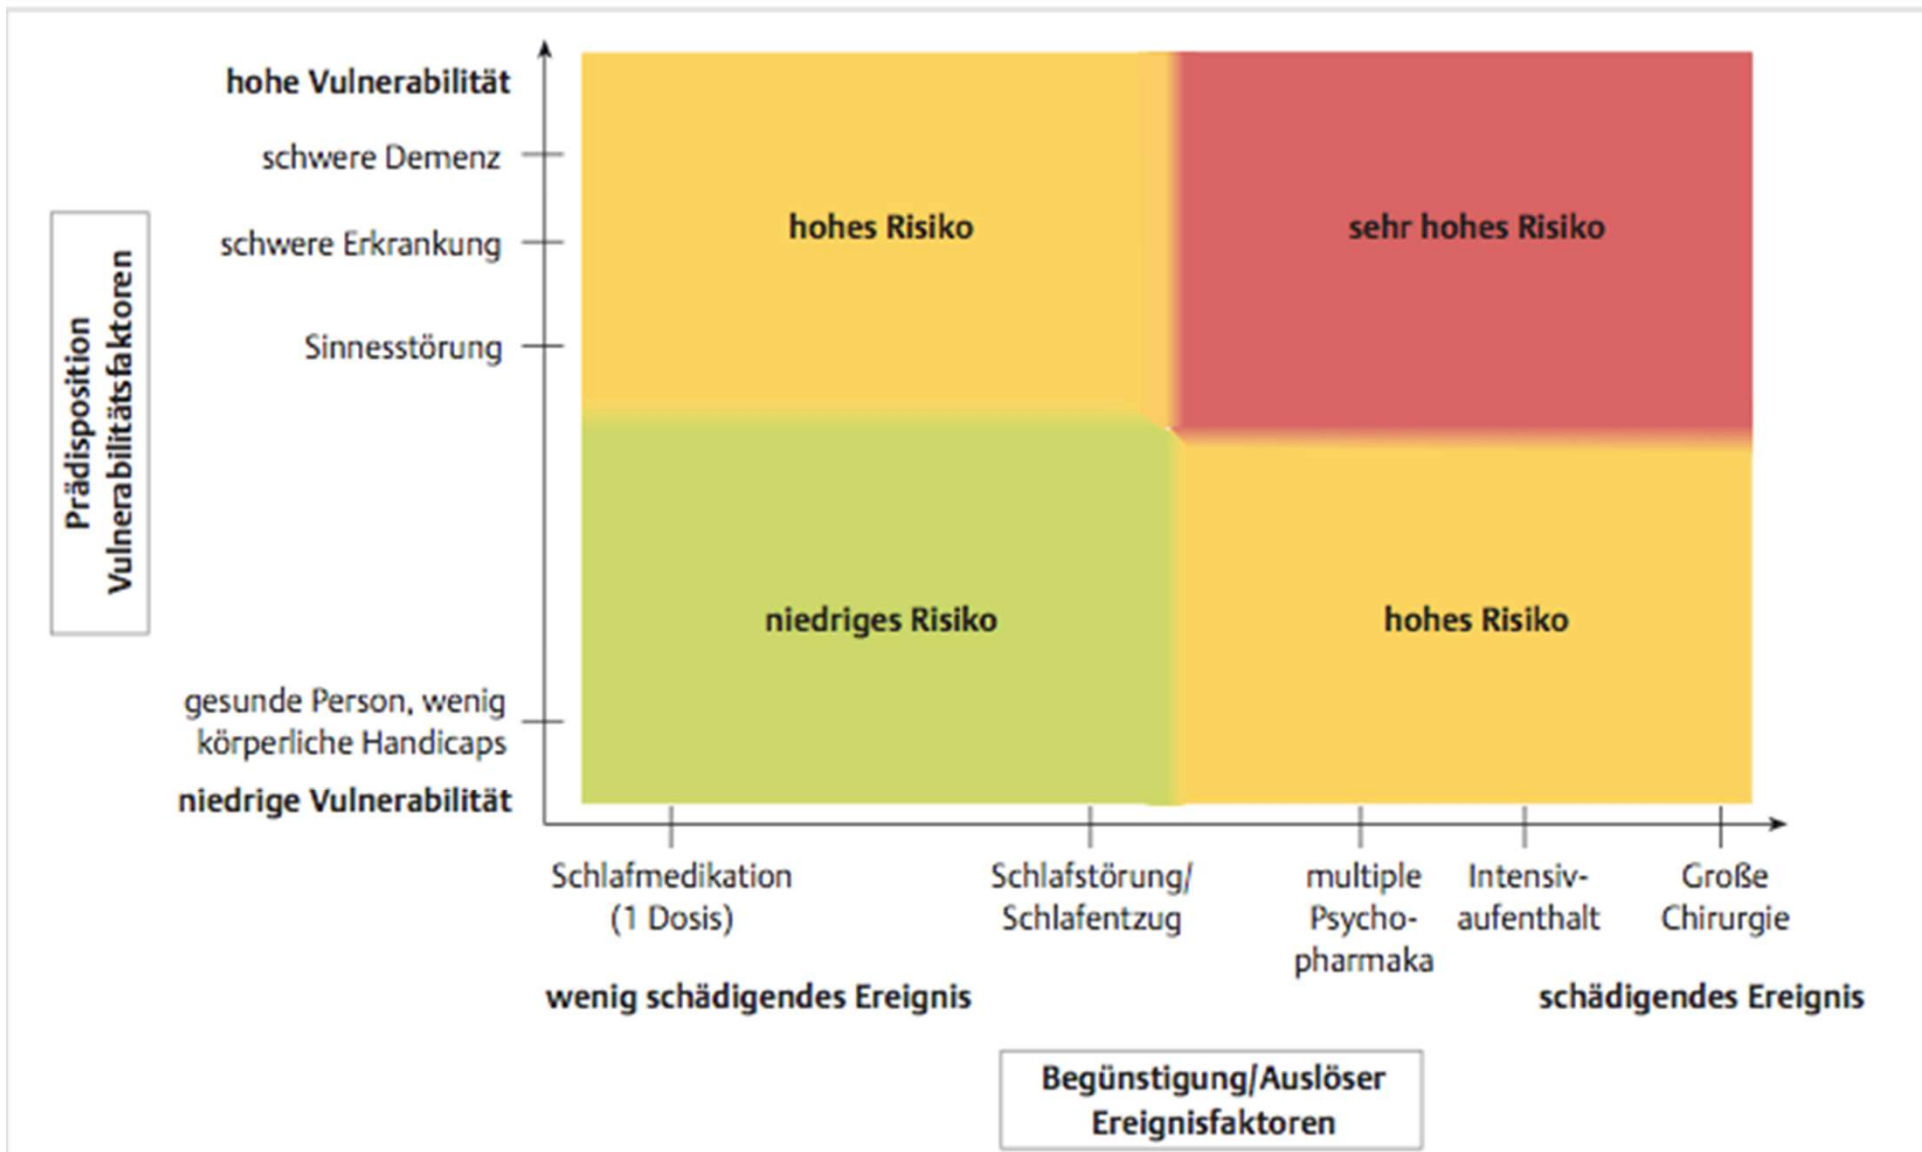 hohe Vulnerabilität
schwere Demenz
schwere Erkrankung
Sinnesstörung
gesunde Person, wenig
körperliche Handicaps
niedrige Vulnerabilität
Prädisposition
Vulnerabilitätsfaktoren
hohes Risiko
sehr hohes Risiko
niedriges Risiko
hohes Risiko
Schlafmedikation
(1 Dosis)
Schlafstörung/
Schlafentzug
multiple
Psycho-
pharmaka
Intensiv-
aufenthalt
Große
Chirurgie
wenig schädigendes Ereignis
schädigendes Ereignis
Begünstigung/Auslöser
Ereignisfaktoren